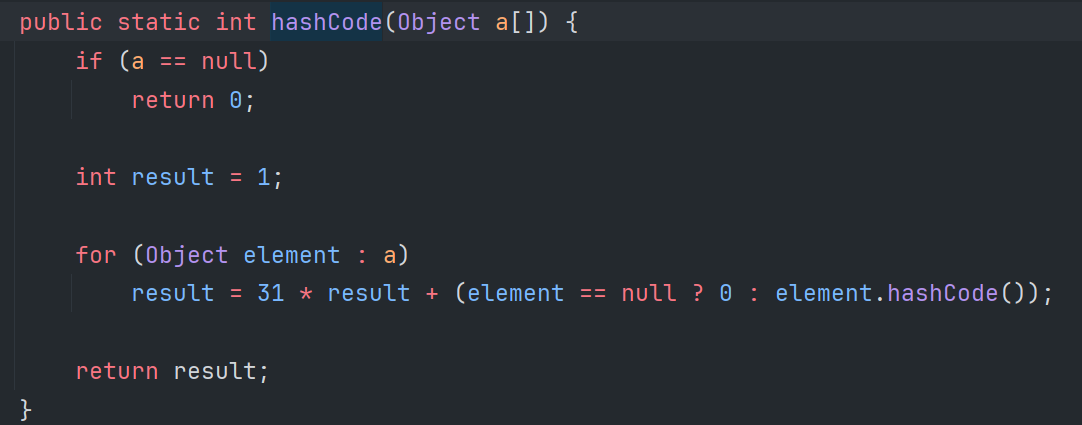 public static int hashCode(Object a[]) {
    if (a == null)
        return 0;

    int result = 1;

    for (Object element : a)
        result = 31 * result + (element == null ? 0 : element.hashCode());

    return result;
}